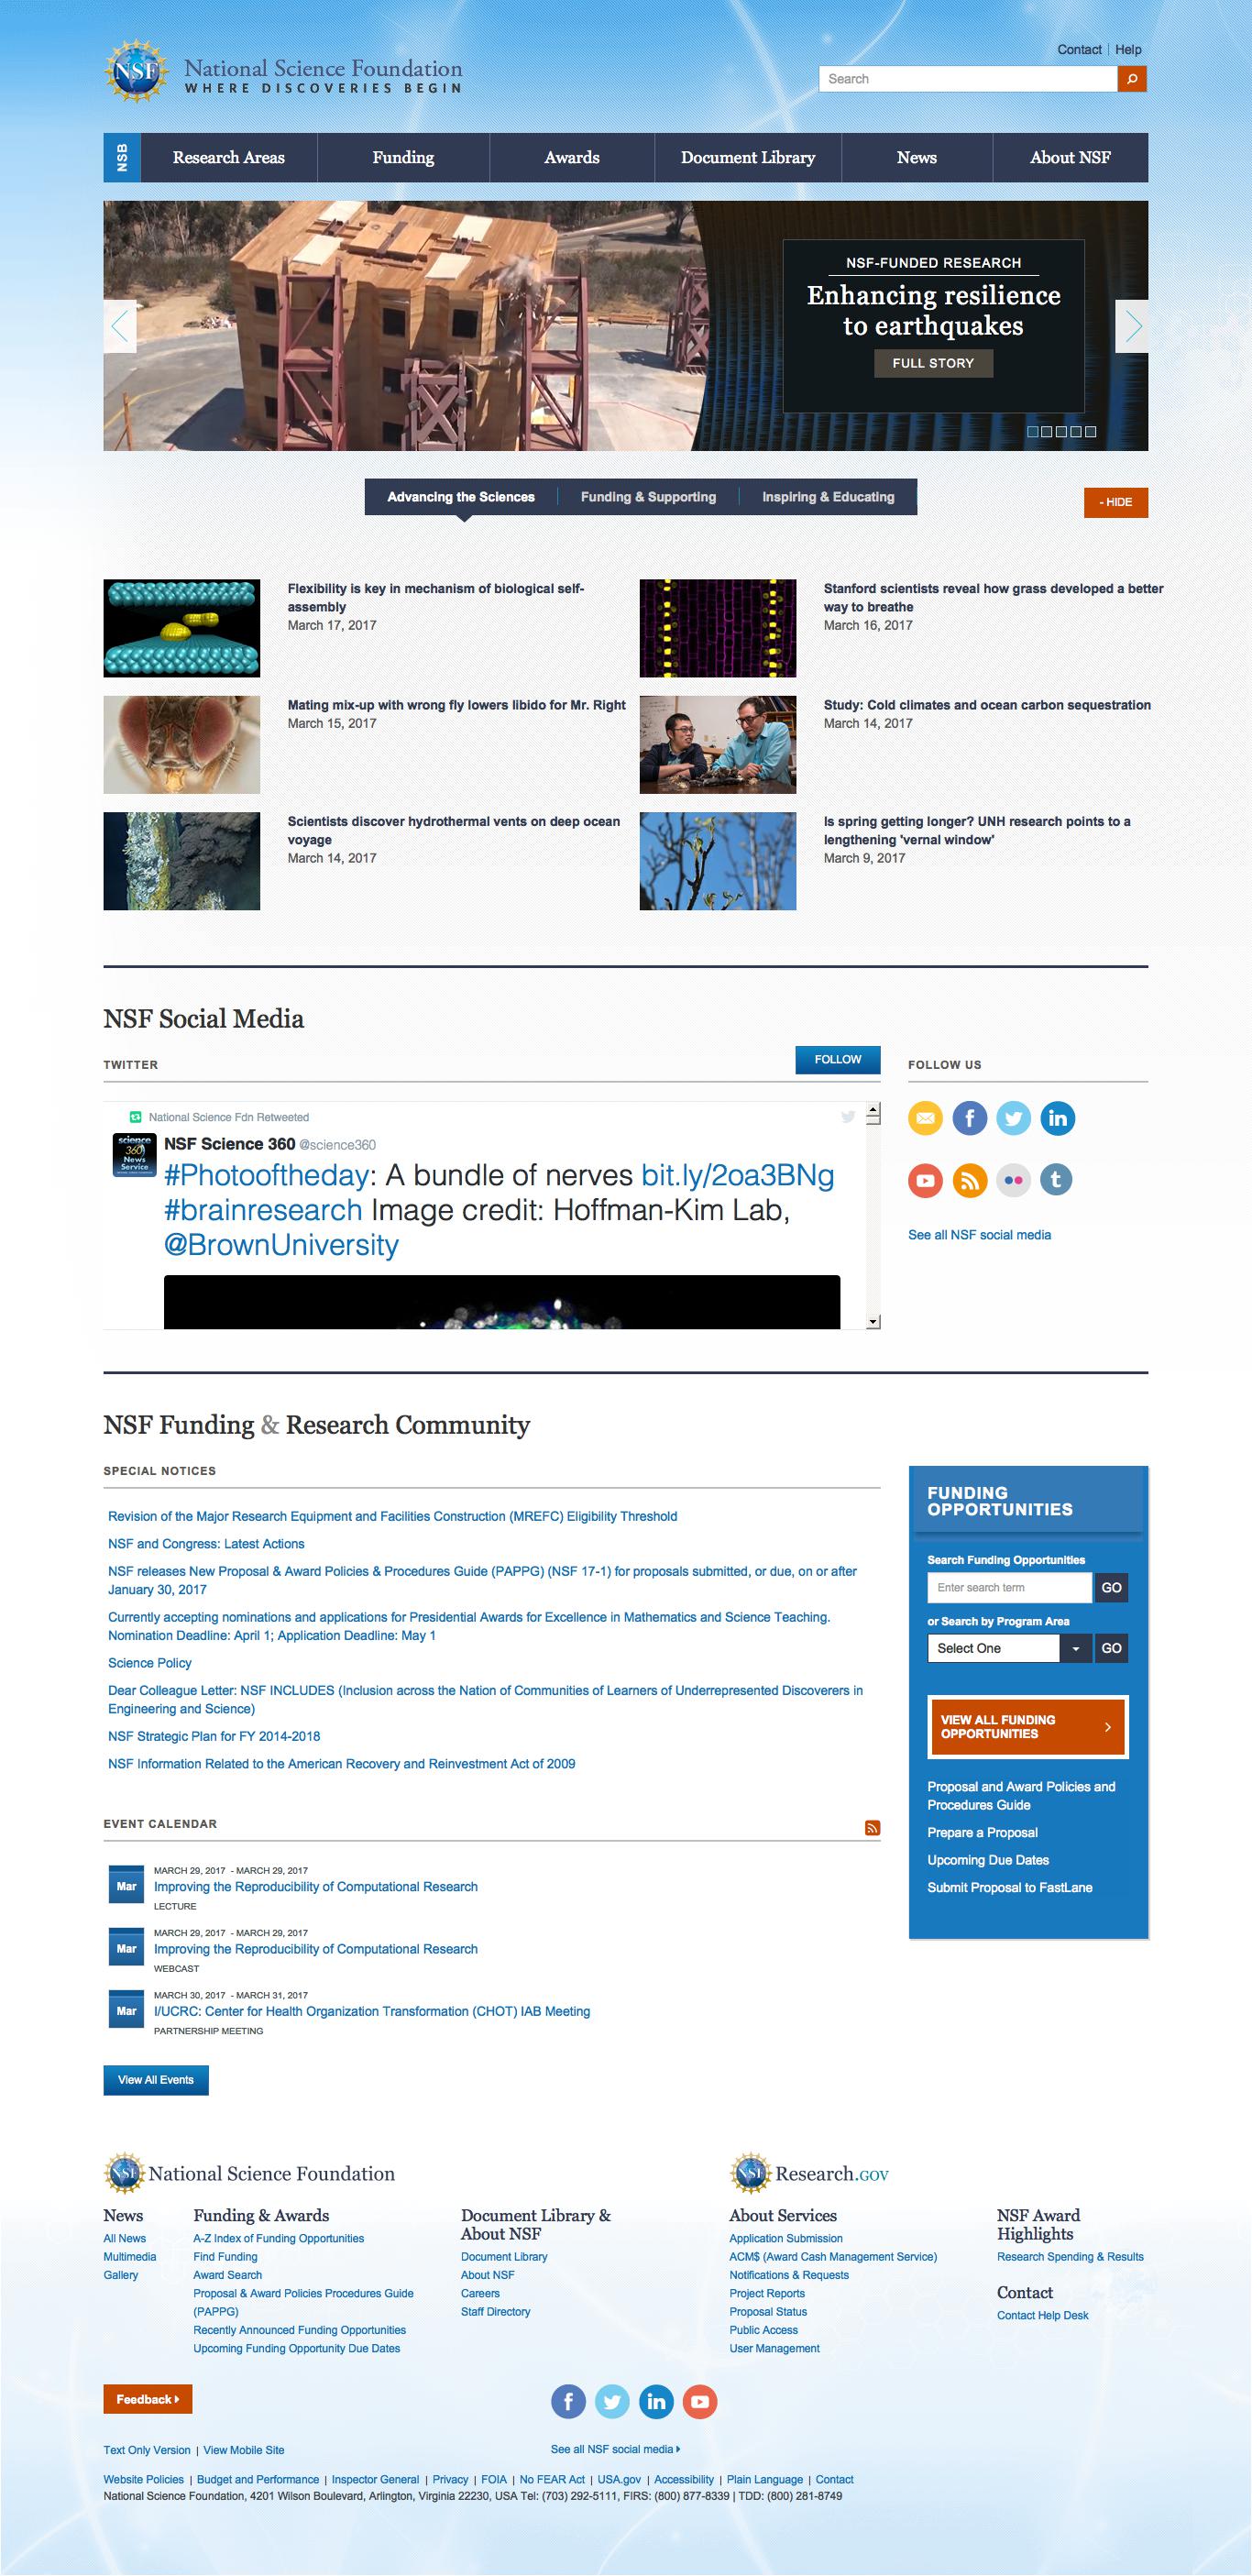 Contact | Help
NSF National Science Foundation
WHERE DISCOVERIES BEGIN
Search
NSB Research Areas Funding Awards Document Library News About NSF
NSF-FUNDED RESEARCH
Enhancing resilience
to earthquakes
FULL STORY
Advancing the Sciences Funding & Supporting Inspiring & Educating
- HIDE
Flexibility is key in mechanism of biological self-
assembly
March 17, 2017
Stanford scientists reveal how grass developed a better
way to breathe
March 16, 2017
Mating mix-up with wrong fly lowers libido for Mr. Right
March 15, 2017
Study: Cold climates and ocean carbon sequestration
March 14, 2017
Scientists discover hydrothermal vents on deep ocean
voyage
March 14, 2017
Is spring getting longer? UNH research points to a
lengthening 'vernal window'
March 9, 2017
NSF Social Media
TWITTER
FOLLOW
National Science Fdn Retweeted
science
360
News
Service
NSF Science 360 @science360
#Photooftheday: A bundle of nerves bit.ly/2oa3BNg
#brainresearch Image credit: Hoffman-Kim Lab,
@BrownUniversity
FOLLOW US
See all NSF social media
NSF Funding & Research Community
SPECIAL NOTICES
Revision of the Major Research Equipment and Facilities Construction (MREFC) Eligibility Threshold
NSF and Congress: Latest Actions
NSF releases New Proposal & Award Policies & Procedures Guide (PAPPG) (NSF 17-1) for proposals submitted, or due, on or after
January 30, 2017
Currently accepting nominations and applications for Presidential Awards for Excellence in Mathematics and Science Teaching.
Nomination Deadline: April 1; Application Deadline: May 1
Science Policy
Dear Colleague Letter: NSF INCLUDES (Inclusion across the Nation of Communities of Learners of Underrepresented Discoverers in
Engineering and Science)
NSF Strategic Plan for FY 2014-2018
NSF Information Related to the American Recovery and Reinvestment Act of 2009
EVENT CALENDAR
Mar
MARCH 29, 2017 - MARCH 29, 2017
Improving the Reproducibility of Computational Research
LECTURE
Mar
MARCH 29, 2017 - MARCH 29, 2017
Improving the Reproducibility of Computational Research
WEBCAST
Mar
MARCH 30, 2017 - MARCH 31, 2017
I/UCRC: Center for Health Organization Transformation (CHOT) IAB Meeting
PARTNERSHIP MEETING
View All Events
FUNDING
OPPORTUNITIES
Search Funding Opportunities
Enter search term GO
or Search by Program Area
Select One GO
VIEW ALL FUNDING
OPPORTUNITIES
Proposal and Award Policies and
Procedures Guide
Prepare a Proposal
Upcoming Due Dates
Submit Proposal to FastLane
NSF National Science Foundation
News
All News
Multimedia
Gallery
Funding & Awards
A-Z Index of Funding Opportunities
Find Funding
Award Search
Proposal & Award Policies Procedures Guide
(PAPPG)
Recently Announced Funding Opportunities
Upcoming Funding Opportunity Due Dates
Document Library &
About NSF
Document Library
About NSF
Careers
Staff Directory
NSF Research.GOV
About Services
Application Submission
ACM$ (Award Cash Management Service)
Notifications & Requests
Project Reports
Proposal Status
Public Access
User Management
NSF Award
Highlights
Research Spending & Results
Contact
Contact Help Desk
Feedback
See all NSF social media
Text Only Version | View Mobile Site
Website Policies | Budget and Performance | Inspector General | Privacy | FOIA | No FEAR Act | USA.gov | Accessibility | Plain Language | Contact
National Science Foundation, 4201 Wilson Boulevard, Arlington, Virginia 22230, USA Tel: (703) 292-5111, FIRS: (800) 877-8339 | TDD: (800) 281-8749